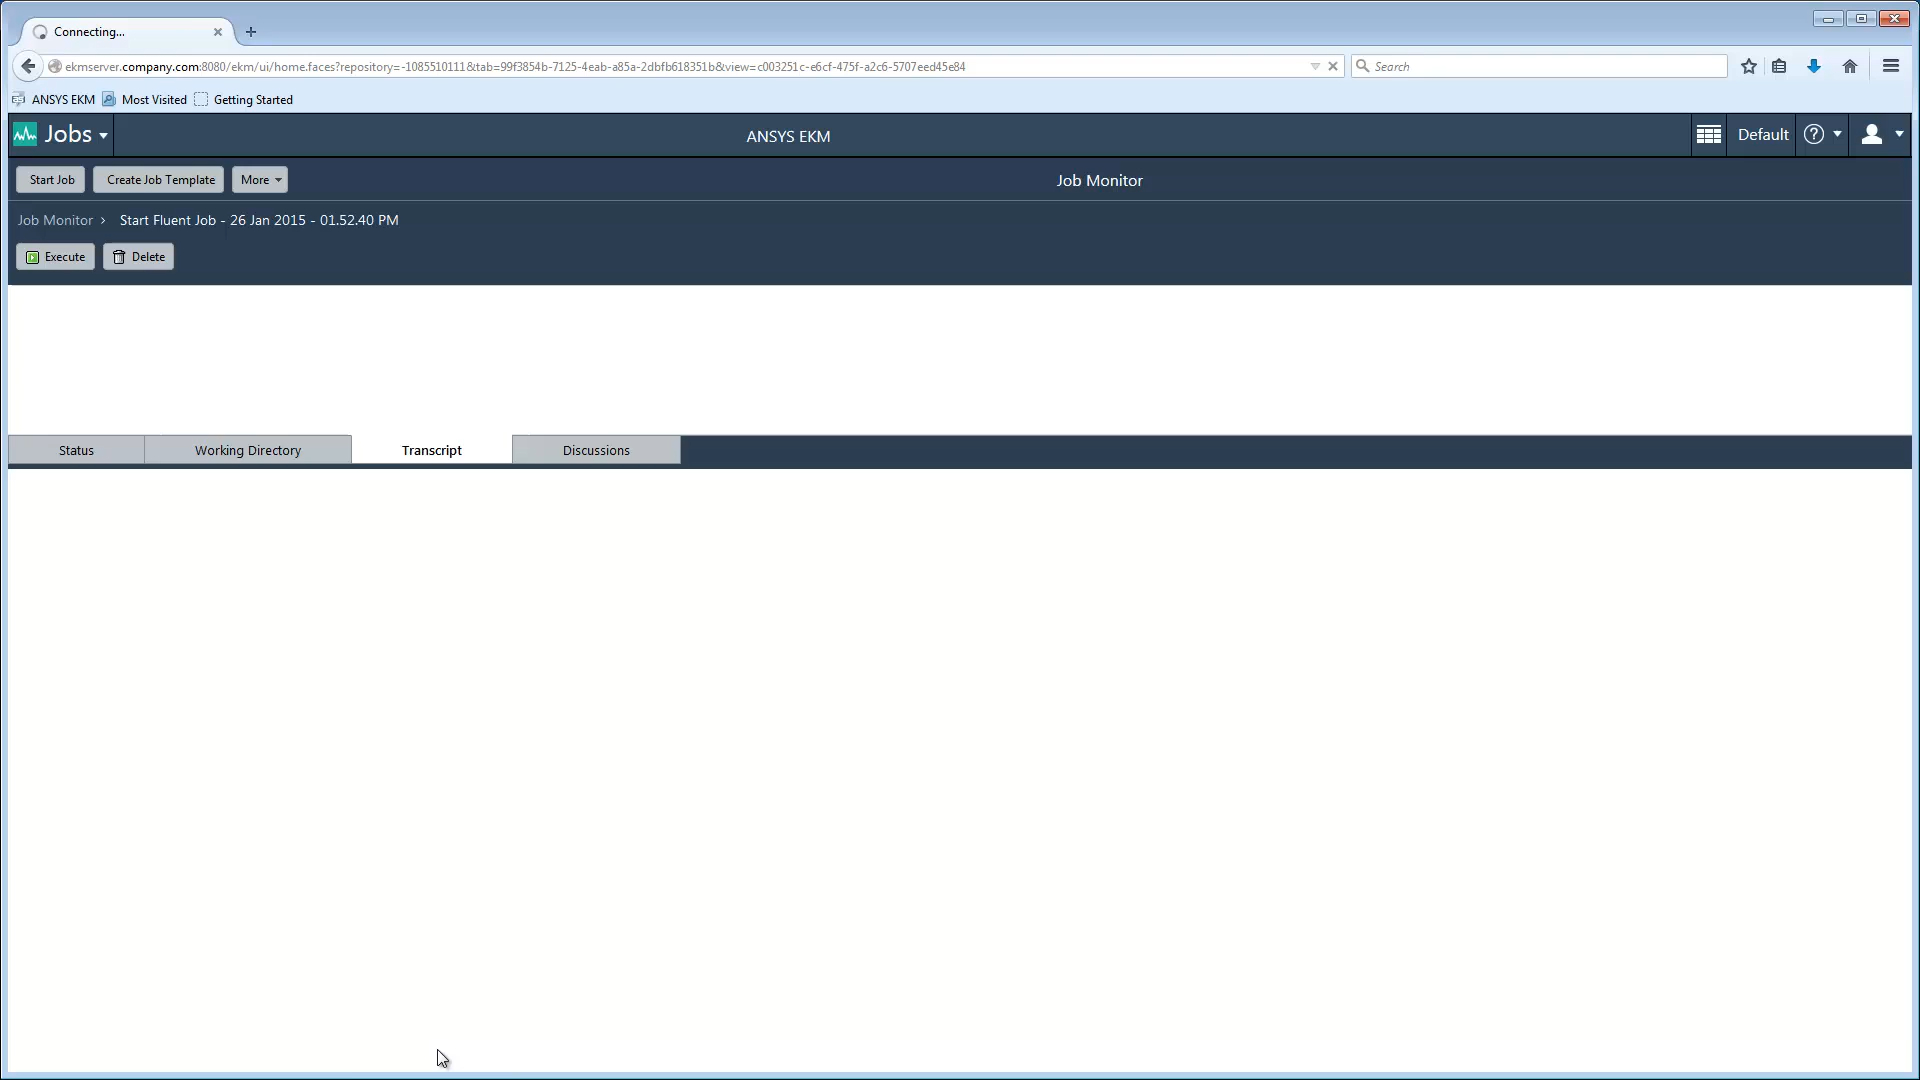 Connecting...
ekmserver.company.com:8080/ekm/ui/home.faces?repository=-1085510111&tab=99f3854b-7125-4eab-a85a-2dbfb618351b&view=c003251c-e6cf-475f-a2c6-5707eed45e84
Search
ANSYS EKM Most Visited Getting Started
Jobs ANSYS EKM Default
Start Job Create Job Template More Job Monitor
Job Monitor > Start Fluent Job - 26 Jan 2015 - 01.52.40 PM
Execute Delete
Status Working Directory Transcript Discussions